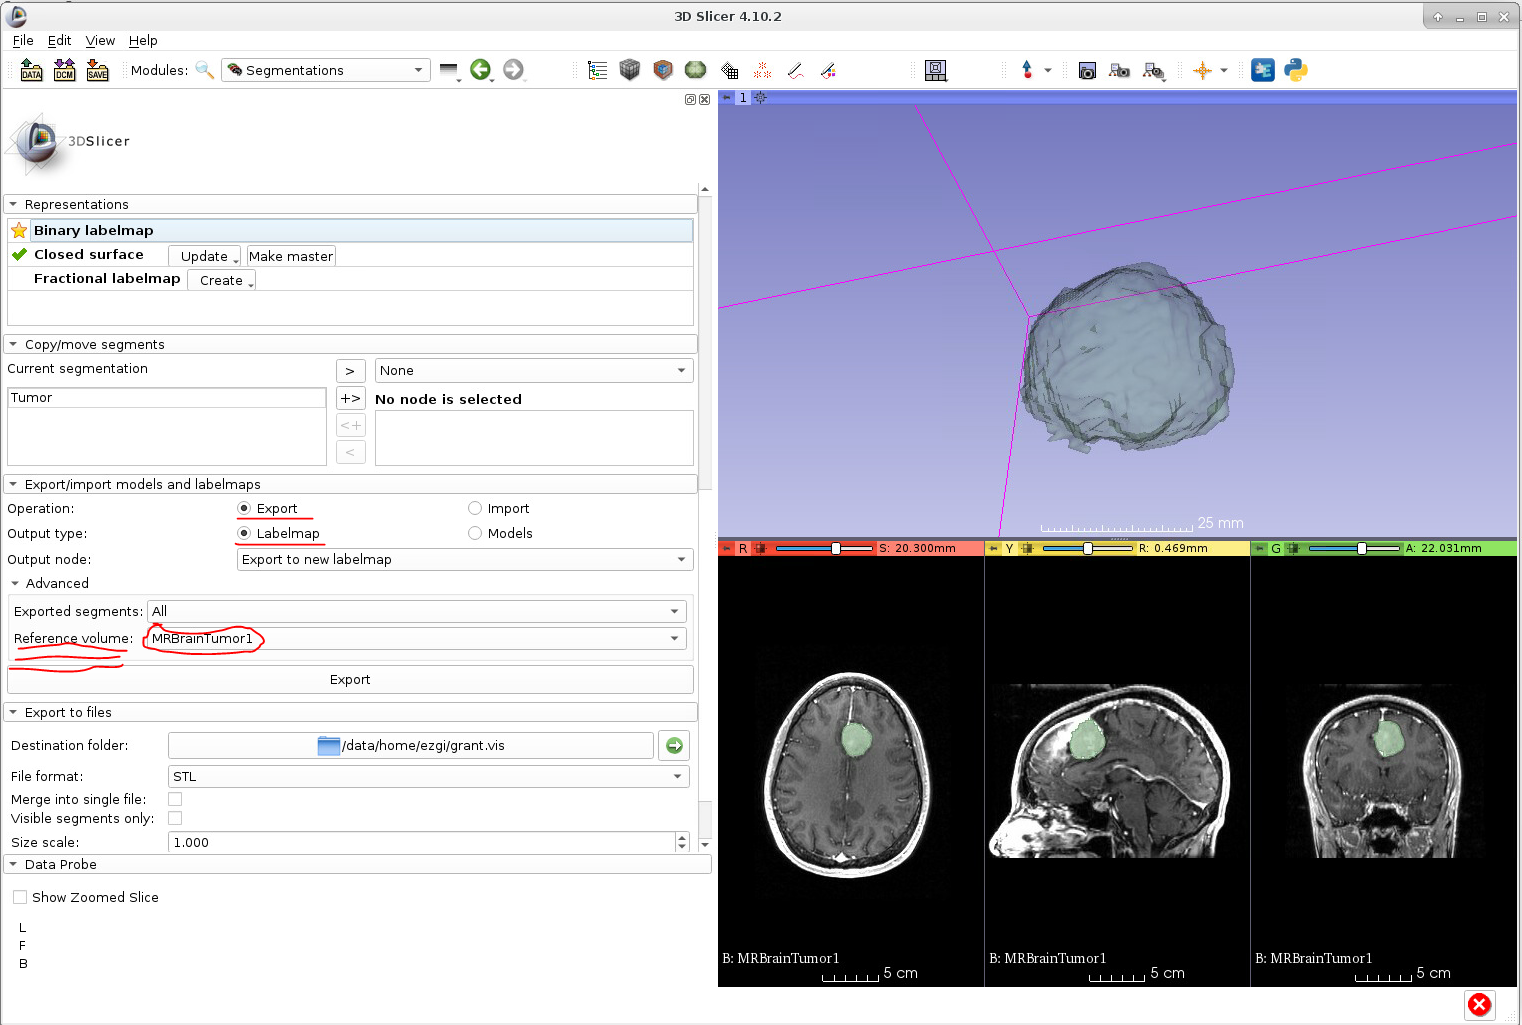 3D Slicer 4.10.2
File Edit View Help
DATA DCM SAVE Modules: Segmentations
1
3DSlicer
Representations
Binary labelmap
Closed surface Update Make master
Fractional labelmap Create
Copy/move segments
Current segmentation > None
Tumor +> No node is selected
<+
<
Export/import models and labelmaps
Operation: Export Import
Output type: Labelmap Models
Output node: Export to new labelmap
Advanced
Exported segments: All
Reference volume: MRBrainTumor1
Export
Export to files
Destination folder: /data/home/ezgi/grant.vis
File format: STL
Merge into single file:
Visible segments only:
Size scale: 1.000
Data Probe
Show Zoomed Slice
L
F
B
25 mm
R S: 20.300mm Y R: 0.469mm G A: 22.031mm
B: MRBrainTumor1 B: MRBrainTumor1 B: MRBrainTumor1
5 cm 5 cm 5 cm